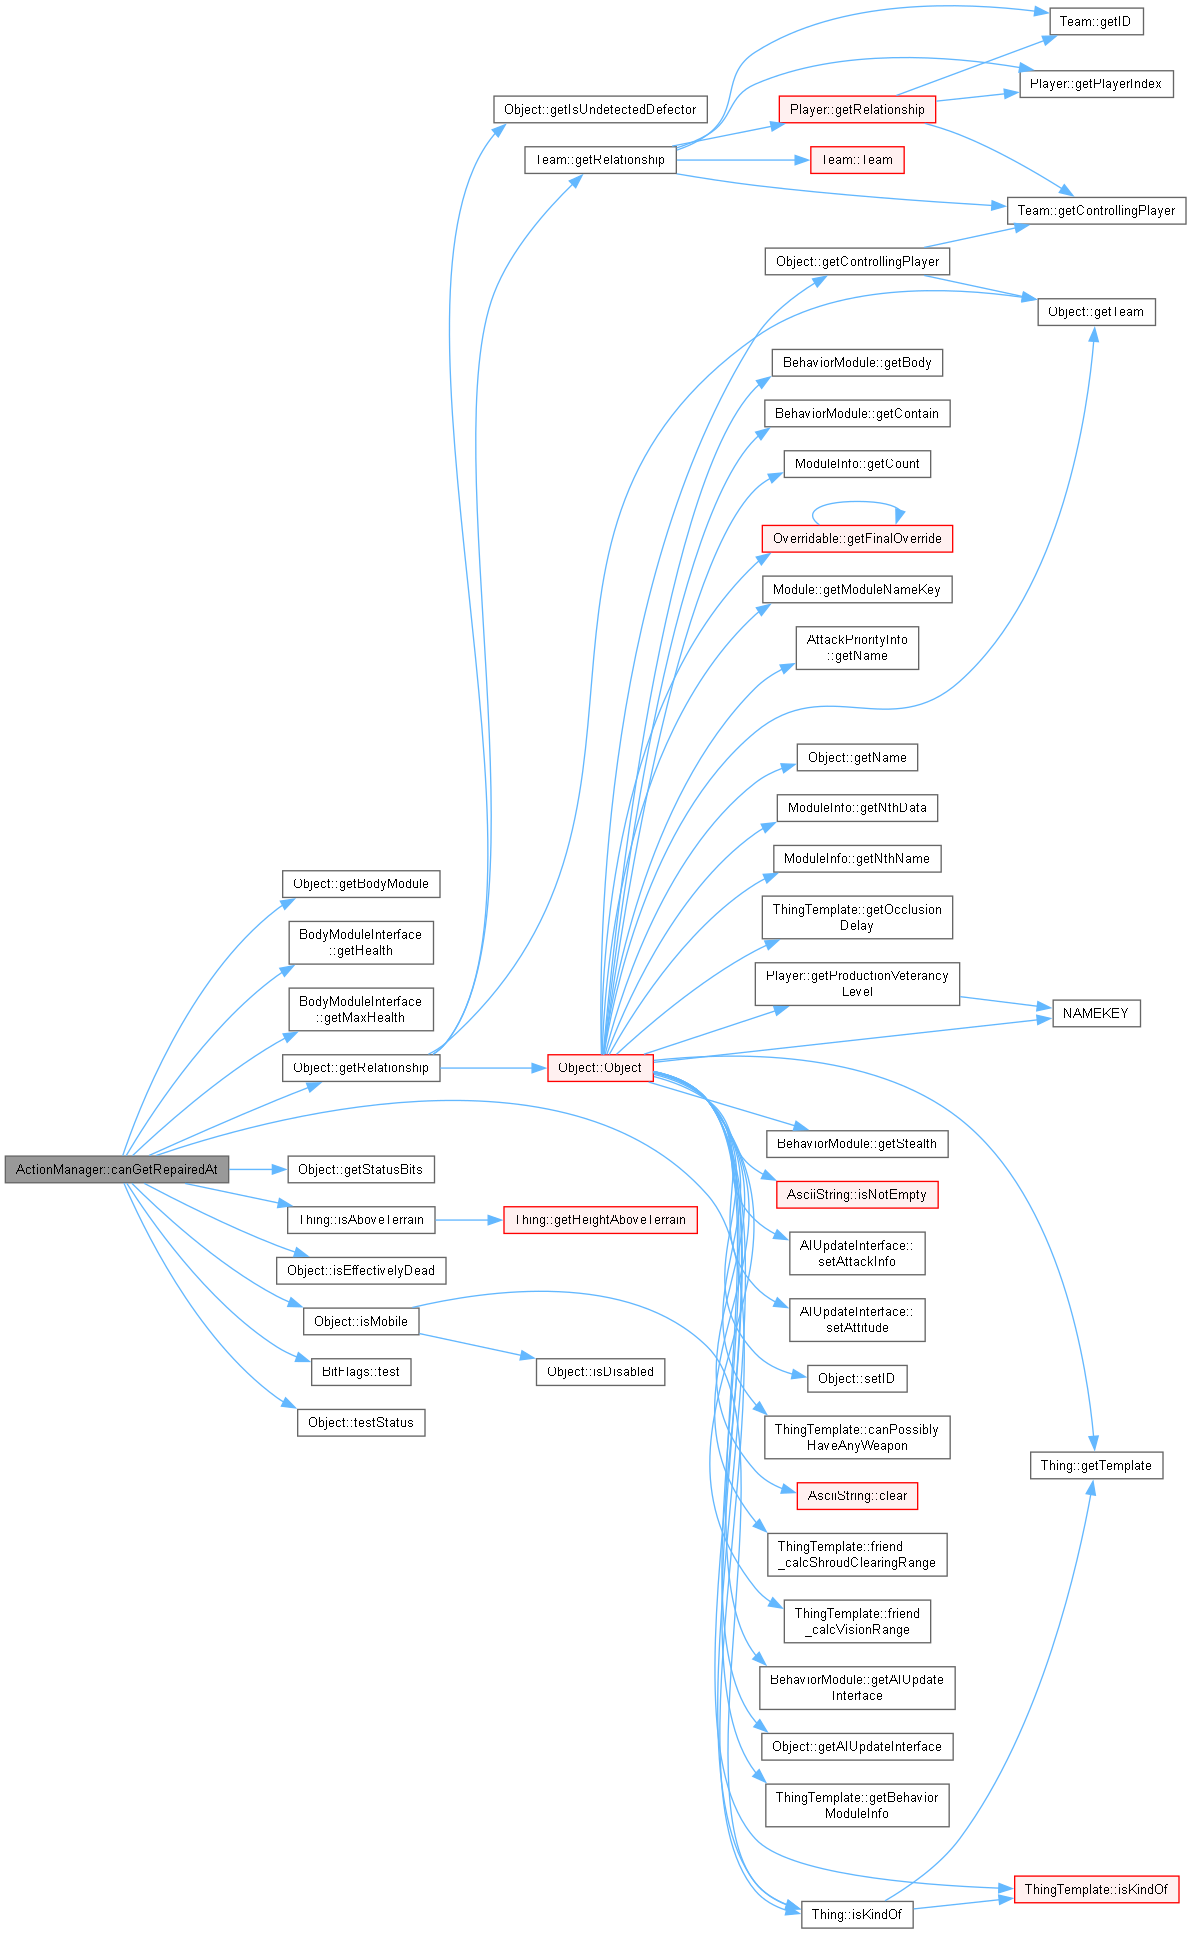 Team::getID
Player::getPlayerIndex
Object::getIsUndetectedDefector
Player::getRelationship
Team::getRelationship
Team::Team
Team::getControllingPlayer
Object::getControllingPlayer
Object::getTeam
BehaviorModule::getBody
BehaviorModule::getContain
ModuleInfo::getCount
Overridable::getFinalOverride
Module::getModuleNameKey
AttackPriorityInfo
::getName
Object::getName
ModuleInfo::getNthData
ModuleInfo::getNthName
Object::getBodyModule
ThingTemplate::getOcclusion
Delay
BodyModuleInterface
::getHealth
Player::getProductionVeterancy
Level
BodyModuleInterface
::getMaxHealth
NAMEKEY
Object::getRelationship
Object::Object
BehaviorModule::getStealth
ActionManager::canGetRepairedAt
Object::getStatusBits
AsciiString::isNotEmpty
Thing::isAboveTerrain
Thing::getHeightAboveTerrain
AIUpdateInterface::
setAttackInfo
Object::isEffectivelyDead
Object::isMobile
AIUpdateInterface::
setAttitude
BitFlags::test
Object::isDisabled
Object::setID
Object::testStatus
ThingTemplate::canPossibly
HaveAnyWeapon
Thing::getTemplate
AsciiString::clear
ThingTemplate::friend
_calcShroudClearingRange
ThingTemplate::friend
_calcVisionRange
BehaviorModule::getAIUpdate
Interface
Object::getAIUpdateInterface
ThingTemplate::getBehavior
ModuleInfo
ThingTemplate::isKindOf
Thing::isKindOf